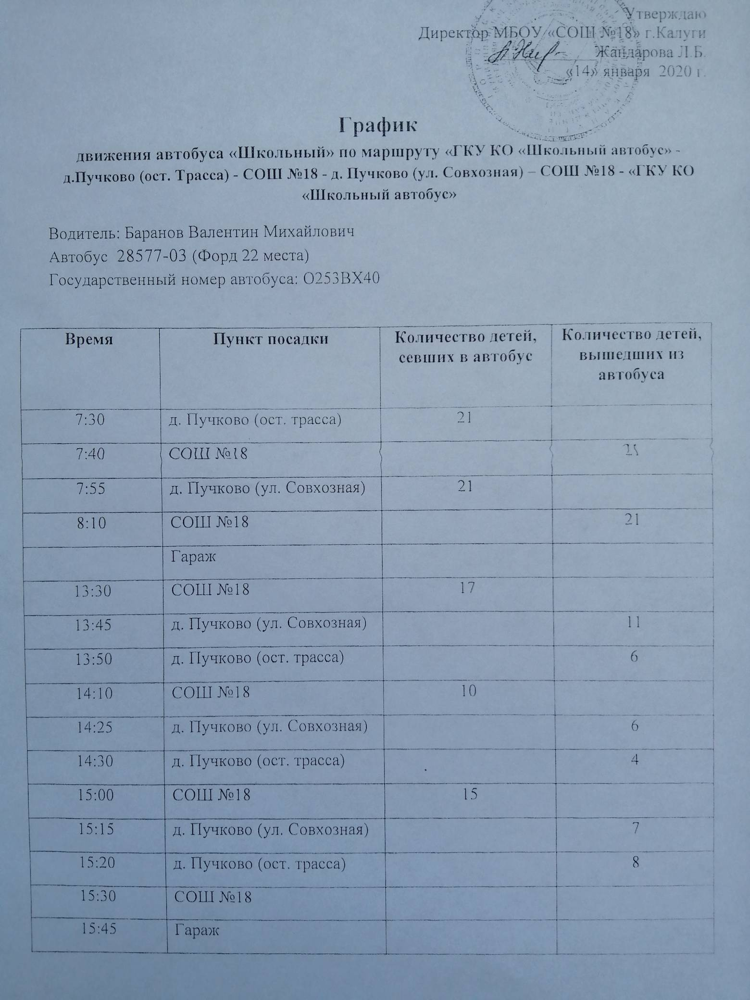 Утверждаю
Директор МБОУ «СОШ №18» г.Калуги
Жандарова Л.Б.
«14» января 2020 г.
График
движения автобуса «Школьный» по маршруту «ГКУ КО «Школьный автобус» -
д.Пучково (ост. Трасса) - СОШ №18 - д. Пучково (ул. Совхозная) – СОШ №18 - «ГКУ КО
«Школьный автобус»
Водитель: Баранов Валентин Михайлович
Автобус 28577-03 (Форд 22 места)
Государственный номер автобуса: О253ВХ40
Время Пункт посадки Количество детей, севших в автобус Количество детей, вышедших из автобуса
7:30 д. Пучково (ост. трасса) 21
7:40 СОШ №18
7:55 д. Пучково (ул. Совхозная) 21
8:10 СОШ №18 21
Гараж
13:30 СОШ №18 17
13:45 д. Пучково (ул. Совхозная) 11
13:50 д. Пучково (ост. трасса) 6
14:10 СОШ №18 10
14:25 д. Пучково (ул. Совхозная) 6
14:30 д. Пучково (ост. трасса) 4
15:00 СОШ №18 15
15:15 д. Пучково (ул. Совхозная) 7
15:20 д. Пучково (ост. трасса) 8
15:30 СОШ №18
15:45 Гараж